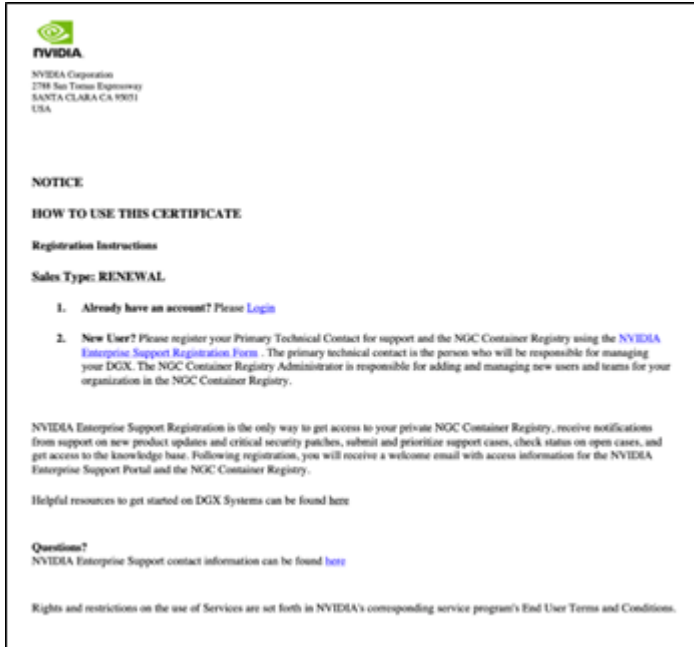 NVIDIA
NVIDIA Corporation
2788 San Tomas Expressway
SANTA CLARA CA 95051
USA
NOTICE
HOW TO USE THIS CERTIFICATE
Registration Instructions
Sales Type: RENEWAL
1. Already have an account? Please Login
2. New User? Please register your Primary Technical Contact for support and the NGC Container Registry using the NVIDIA
Enterprise Support Registration Form . The primary technical contact is the person who will be responsible for managing
your DGX. The NGC Container Registry Administrator is responsible for adding and managing new users and teams for your
organization in the NGC Container Registry.
NVIDIA Enterprise Support Registration is the only way to get access to your private NGC Container Registry, receive notifications
from support on new product updates and critical security patches, submit and prioritize support cases, check status on open cases, and
get access to the knowledge base. Following registration, you will receive a welcome email with access information for the NVIDIA
Enterprise Support Portal and the NGC Container Registry.
Helpful resources to get started on DGX Systems can be found here
Questions?
NVIDIA Enterprise Support contact information can be found here
Rights and restrictions on the use of Services are set forth in NVIDIA's corresponding service program's End User Terms and Conditions.